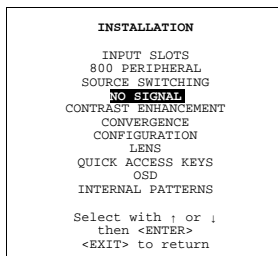 INSTALLATION
INPUT SLOTS
800 PERIPHERAL
SOURCE SWITCHING
NO SIGNAL
CONTRAST ENHANCEMENT
CONVERGENCE
CONFIGURATION
LENS
QUICK ACCESS KEYS
OSD
INTERNAL PATTERNS
Select with ↑ or ↓
then <ENTER>
<EXIT> to return